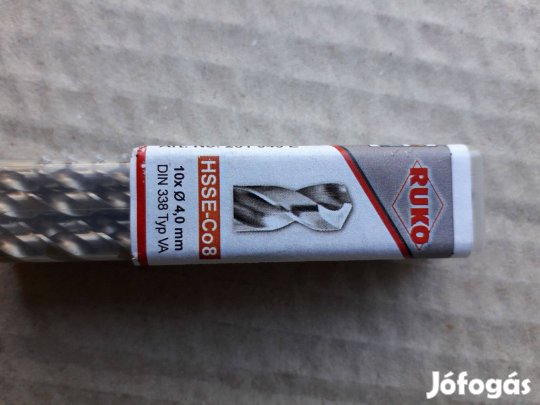 HSSE-Co8
10x Ø 4,0 mm
DIN 338 Typ VA
RUKO
Jófogás